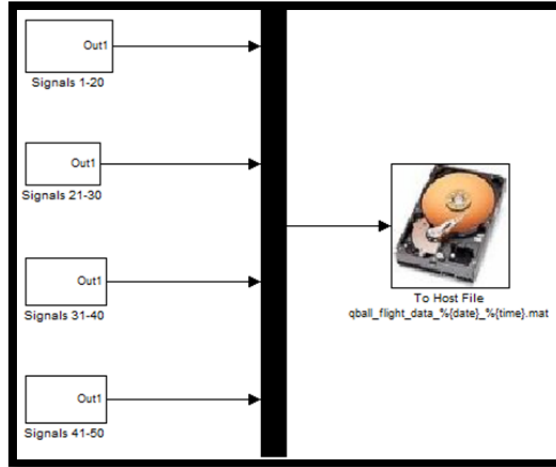 Out1
Signals 1-20
Out1
Signals 21-30
Out1
Signals 31-40
Out1
Signals 41-50
To Host File
qball_flight_data_%{date}_%{time}.mat